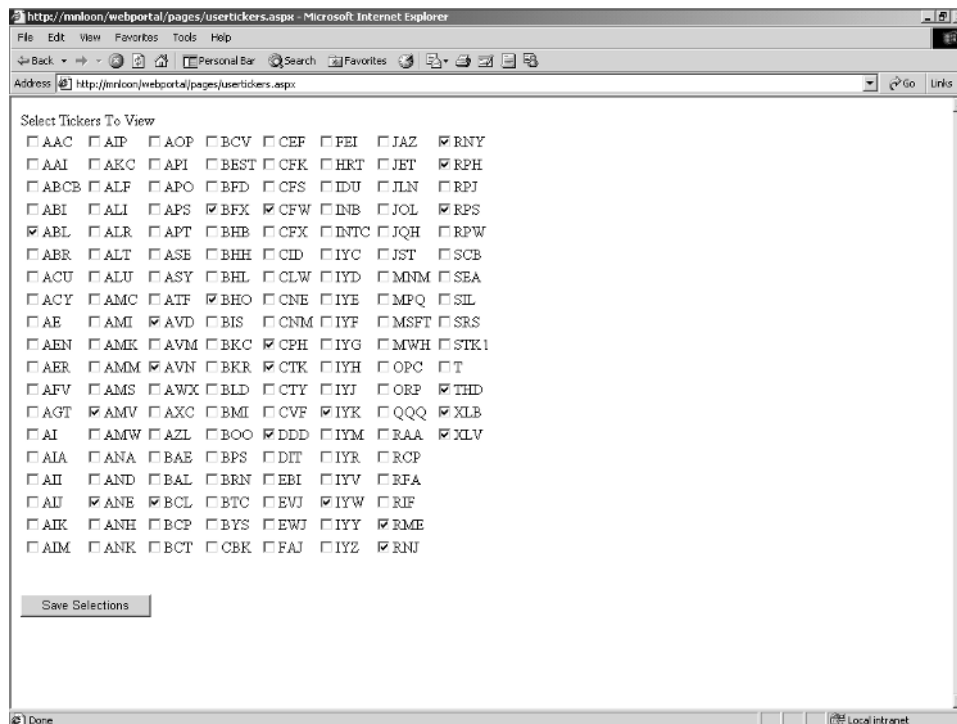 http://mnloon/webportal/pages/usertickers.aspx - Microsoft Internet Explorer
File Edit View Favorites Tools Help
Back Personal Bar Search Favorites
Address http://mnloon/webportal/pages/usertickers.aspx Go Links
Select Tickers To View
AAC AIP AOP BCV CEF FEI JAZ RNY
AAI AKC API BEST CFK HRT JET RPH
ABCB ALF APO BFD CFS IDU JLN RPJ
ABI ALI APS BFX CFW INB JOL RPS
ABL ALR APT BHB CFX INTC JQH RPW
ABR ALT ASE BHH CID IYC JST SCB
ACU ALU ASY BHL CLW IYD MNM SEA
ACY AMC ATF BHO CNE IYE MPQ SIL
AE AMI AVD BIS CNM IYF MSFT SRS
AEN AMK AVM BKC CPH IYG MWH STK1
AER AMM AVN BKR CTK IYH OPC T
AFV AMS AWX BLD CTY IYJ ORP THD
AGT AMV AXC BMI CVF IYK QQQ XLB
AI AMW AZL BOO DDD IYM RAA XLV
AIA ANA BAE BPS DIT IYR RCP
AII AND BAL BRN EBI IYV RFA
AIJ ANE BCL BTC EVJ IYW RIF
AIK ANH BCP BYS EWJ IYY RME
AIM ANK BCT CBK FAJ IYZ RNJ
Save Selections
Done Local intranet